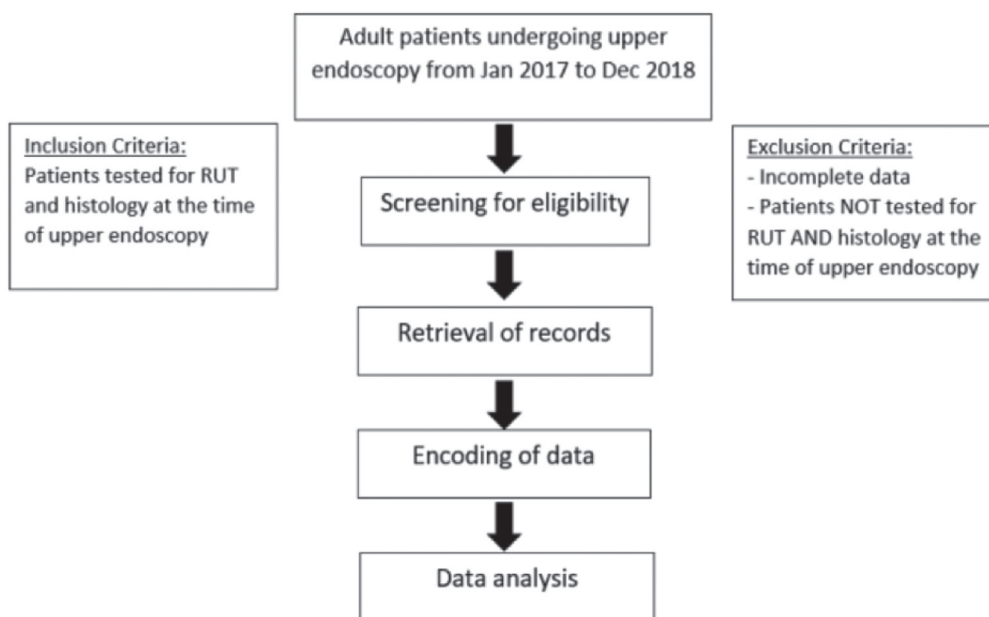 Adult patients undergoing upper
endoscopy from Jan 2017 to Dec 2018
Inclusion Criteria:
Patients tested for RUT
and histology at the time
of upper endoscopy
Exclusion Criteria:
- Incomplete data
- Patients NOT tested for
RUT AND histology at the
time of upper endoscopy
Screening for eligibility
Retrieval of records
Encoding of data
Data analysis